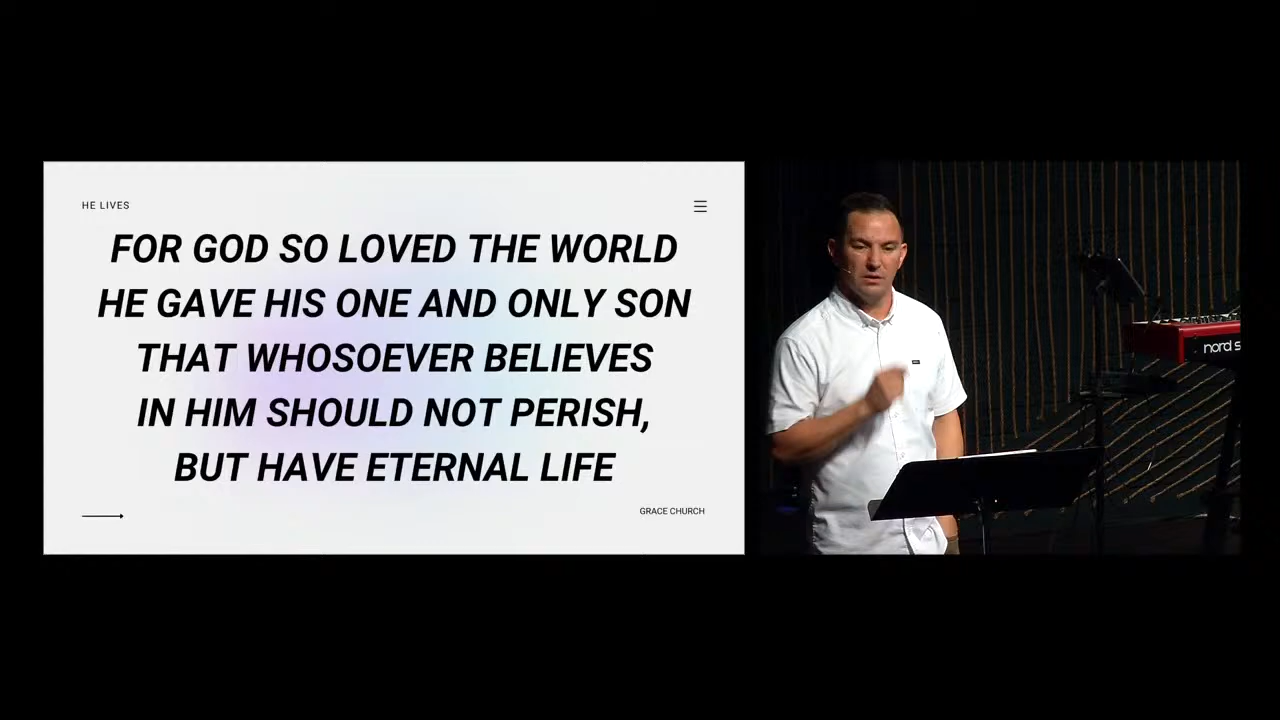 HE LIVES
FOR GOD SO LOVED THE WORLD
HE GAVE HIS ONE AND ONLY SON
THAT WHOSOEVER BELIEVES
IN HIM SHOULD NOT PERISH,
BUT HAVE ETERNAL LIFE
GRACE CHURCH
nord s